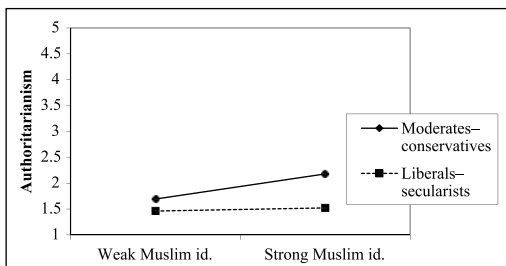 Authoritarianism
5
4.5
4
3.5
3
2.5
2
1.5
1
Weak Muslim id.
Strong Muslim id.
Moderates–
conservatives
Liberals–
secularists